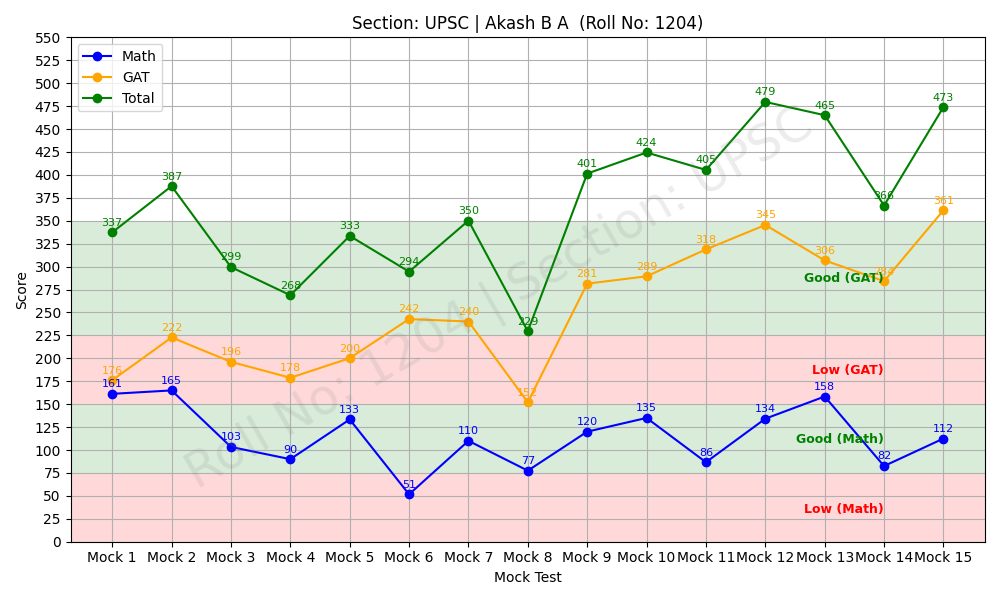 Section: UPSC | Akash B A  (Roll No: 1204)
Math
GAT
Total
Score
550
525
500
475
450
425
400
375
350
325
300
275
250
225
200
175
150
125
100
75
50
25
0
337 387 299 268 333 294 350 229 401 424 405 479 465 366 473
176 222 196 178 200 242 240 152 281 289 318 345 306 284 361
161 165 103 90 133 51 110 77 120 135 86 134 158 82 112
Good (GAT)
Low (GAT)
Good (Math)
Low (Math)
Roll No: 1204 | Section: UPSC
Mock 1 Mock 2 Mock 3 Mock 4 Mock 5 Mock 6 Mock 7 Mock 8 Mock 9 Mock 10 Mock 11 Mock 12 Mock 13 Mock 14 Mock 15
Mock Test